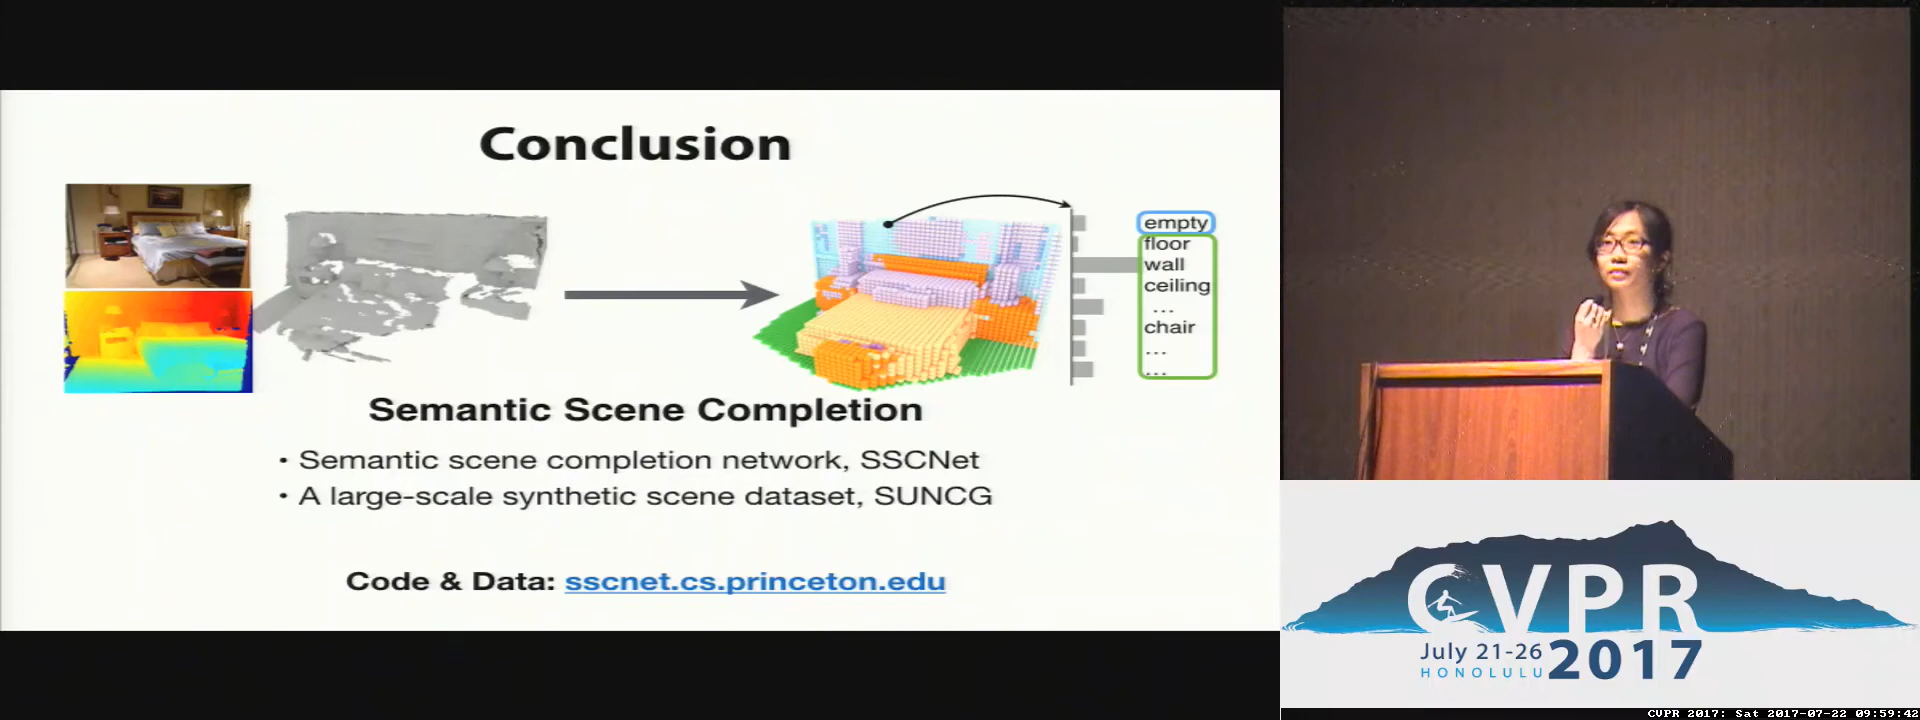 Conclusion
empty
floor
wall
ceiling
...
chair
...
...
Semantic Scene Completion
• Semantic scene completion network, SSCNet
• A large-scale synthetic scene dataset, SUNCG
Code & Data: sscnet.cs.princeton.edu
CVPR
July 21-26
HONOLULU
2017
CVPR 2017: Sat 2017-07-22 09:59:42